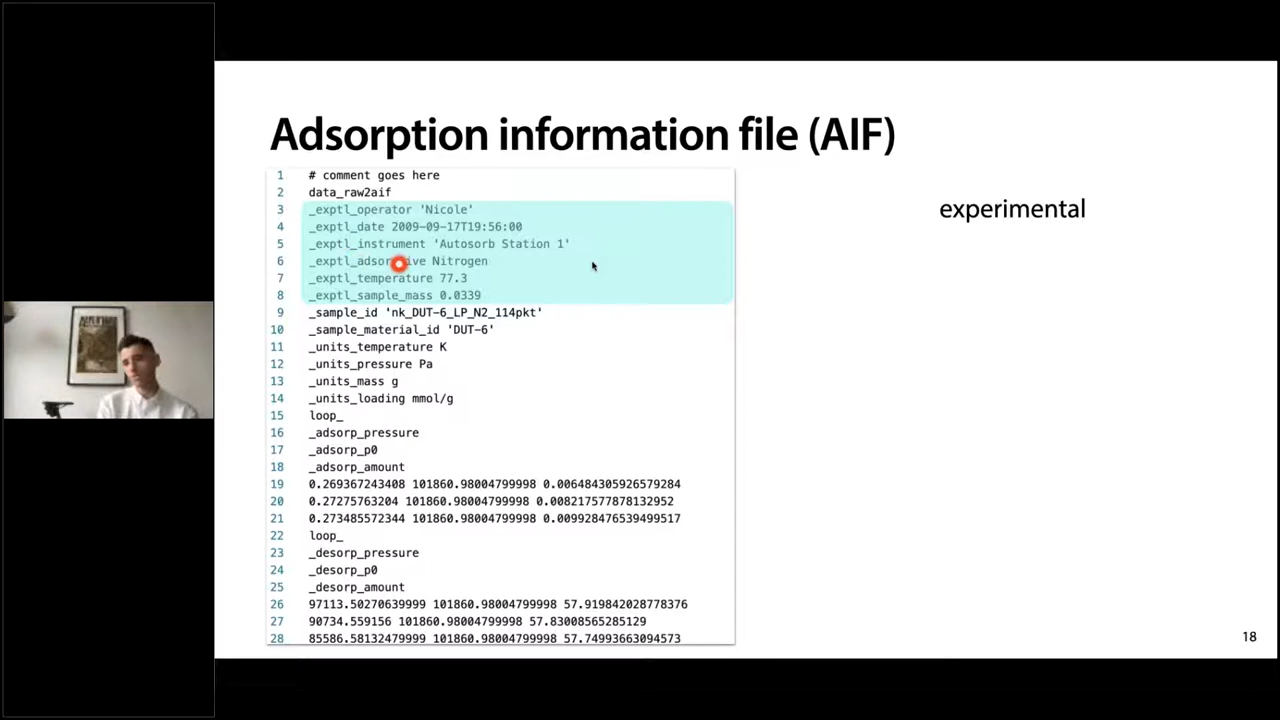 Adsorption information file (AIF)
1 # comment goes here
2 data_raw2aif
3 _exptl_operator 'Nicole'
4 _exptl_date 2009-09-17T19:56:00
5 _exptl_instrument 'Autosorb Station 1'
6 _exptl_adsor ive Nitrogen
7 _exptl_temperature 77.3
8 _exptl_sample_mass 0.0339
9 _sample_id 'nk_DUT-6_LP_N2_114pkt'
10 _sample_material_id 'DUT-6'
11 _units_temperature K
12 _units_pressure Pa
13 _units_mass g
14 _units_loading mmol/g
15 loop_
16 _adsorp_pressure
17 _adsorp_p0
18 _adsorp_amount
19 0.269367243408 101860.98004799998 0.006484305926579284
20 0.27275763204 101860.98004799998 0.008217577878132952
21 0.273485572344 101860.98004799998 0.009928476539499517
22 loop_
23 _desorp_pressure
24 _desorp_p0
25 _desorp_amount
26 97113.50270639999 101860.98004799998 57.919842028778376
27 90734.559156 101860.98004799998 57.83008565285129
28 85586.58132479999 101860.98004799998 57.74993663094573
experimental
18